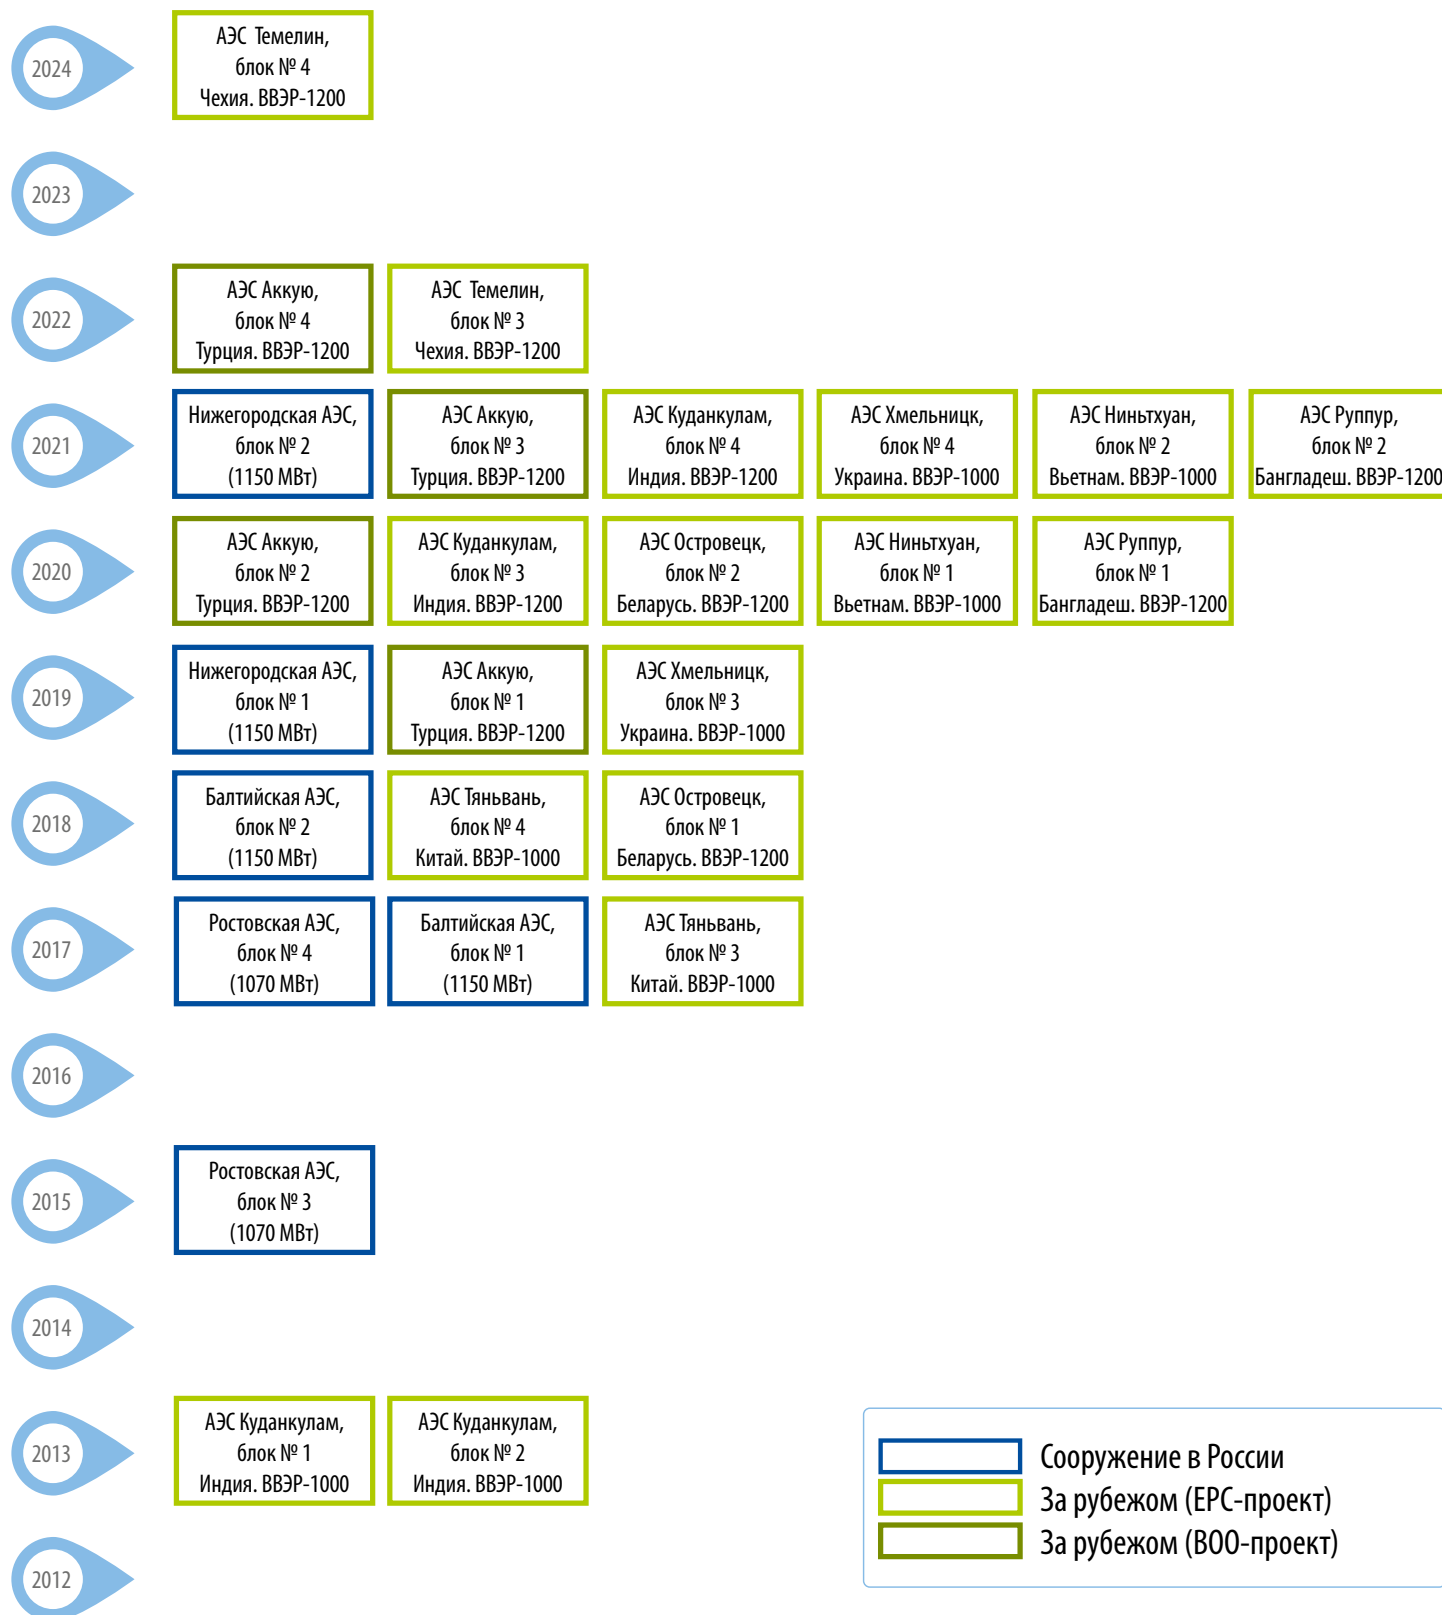 2024
АЭС Темелин,
блок № 4
Чехия. ВВЭР-1200
2023
2022
АЭС Аккую,
блок № 4
Турция. ВВЭР-1200
АЭС Темелин,
блок № 3
Чехия. ВВЭР-1200
2021
Нижегородская АЭС,
блок № 2
(1150 МВт)
АЭС Аккую,
блок № 3
Турция. ВВЭР-1200
АЭС Куданкулам,
блок № 4
Индия. ВВЭР-1200
АЭС Хмельницк,
блок № 4
Украина. ВВЭР-1000
АЭС Ниньтхуан,
блок № 2
Вьетнам. ВВЭР-1000
АЭС Руппур,
блок № 2
Бангладеш. ВВЭР-1200
2020
АЭС Аккую,
блок № 2
Турция. ВВЭР-1200
АЭС Куданкулам,
блок № 3
Индия. ВВЭР-1200
АЭС Островецк,
блок № 2
Беларусь. ВВЭР-1200
АЭС Ниньтхуан,
блок № 1
Вьетнам. ВВЭР-1000
АЭС Руппур,
блок № 1
Бангладеш. ВВЭР-1200
2019
Нижегородская АЭС,
блок № 1
(1150 МВт)
АЭС Аккую,
блок № 1
Турция. ВВЭР-1200
АЭС Хмельницк,
блок № 3
Украина. ВВЭР-1000
2018
Балтийская АЭС,
блок № 2
(1150 МВт)
АЭС Тяньвань,
блок № 4
Китай. ВВЭР-1000
АЭС Островецк,
блок № 1
Беларусь. ВВЭР-1200
2017
Ростовская АЭС,
блок № 4
(1070 МВт)
Балтийская АЭС,
блок № 1
(1150 МВт)
АЭС Тяньвань,
блок № 3
Китай. ВВЭР-1000
2016
2015
Ростовская АЭС,
блок № 3
(1070 МВт)
2014
2013
АЭС Куданкулам,
блок № 1
Индия. ВВЭР-1000
АЭС Куданкулам,
блок № 2
Индия. ВВЭР-1000
2012
Сооружение в России
За рубежом (EPC-проект)
За рубежом (BOO-проект)